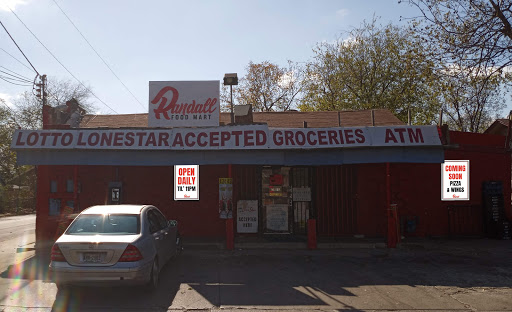 Randall
FOOD MART
LOTTO LONESTAR ACCEPTED GROCERIES ATM
OPEN
DAILY
TIL' 11PM
COMING
SOON
PIZZA
& WINGS